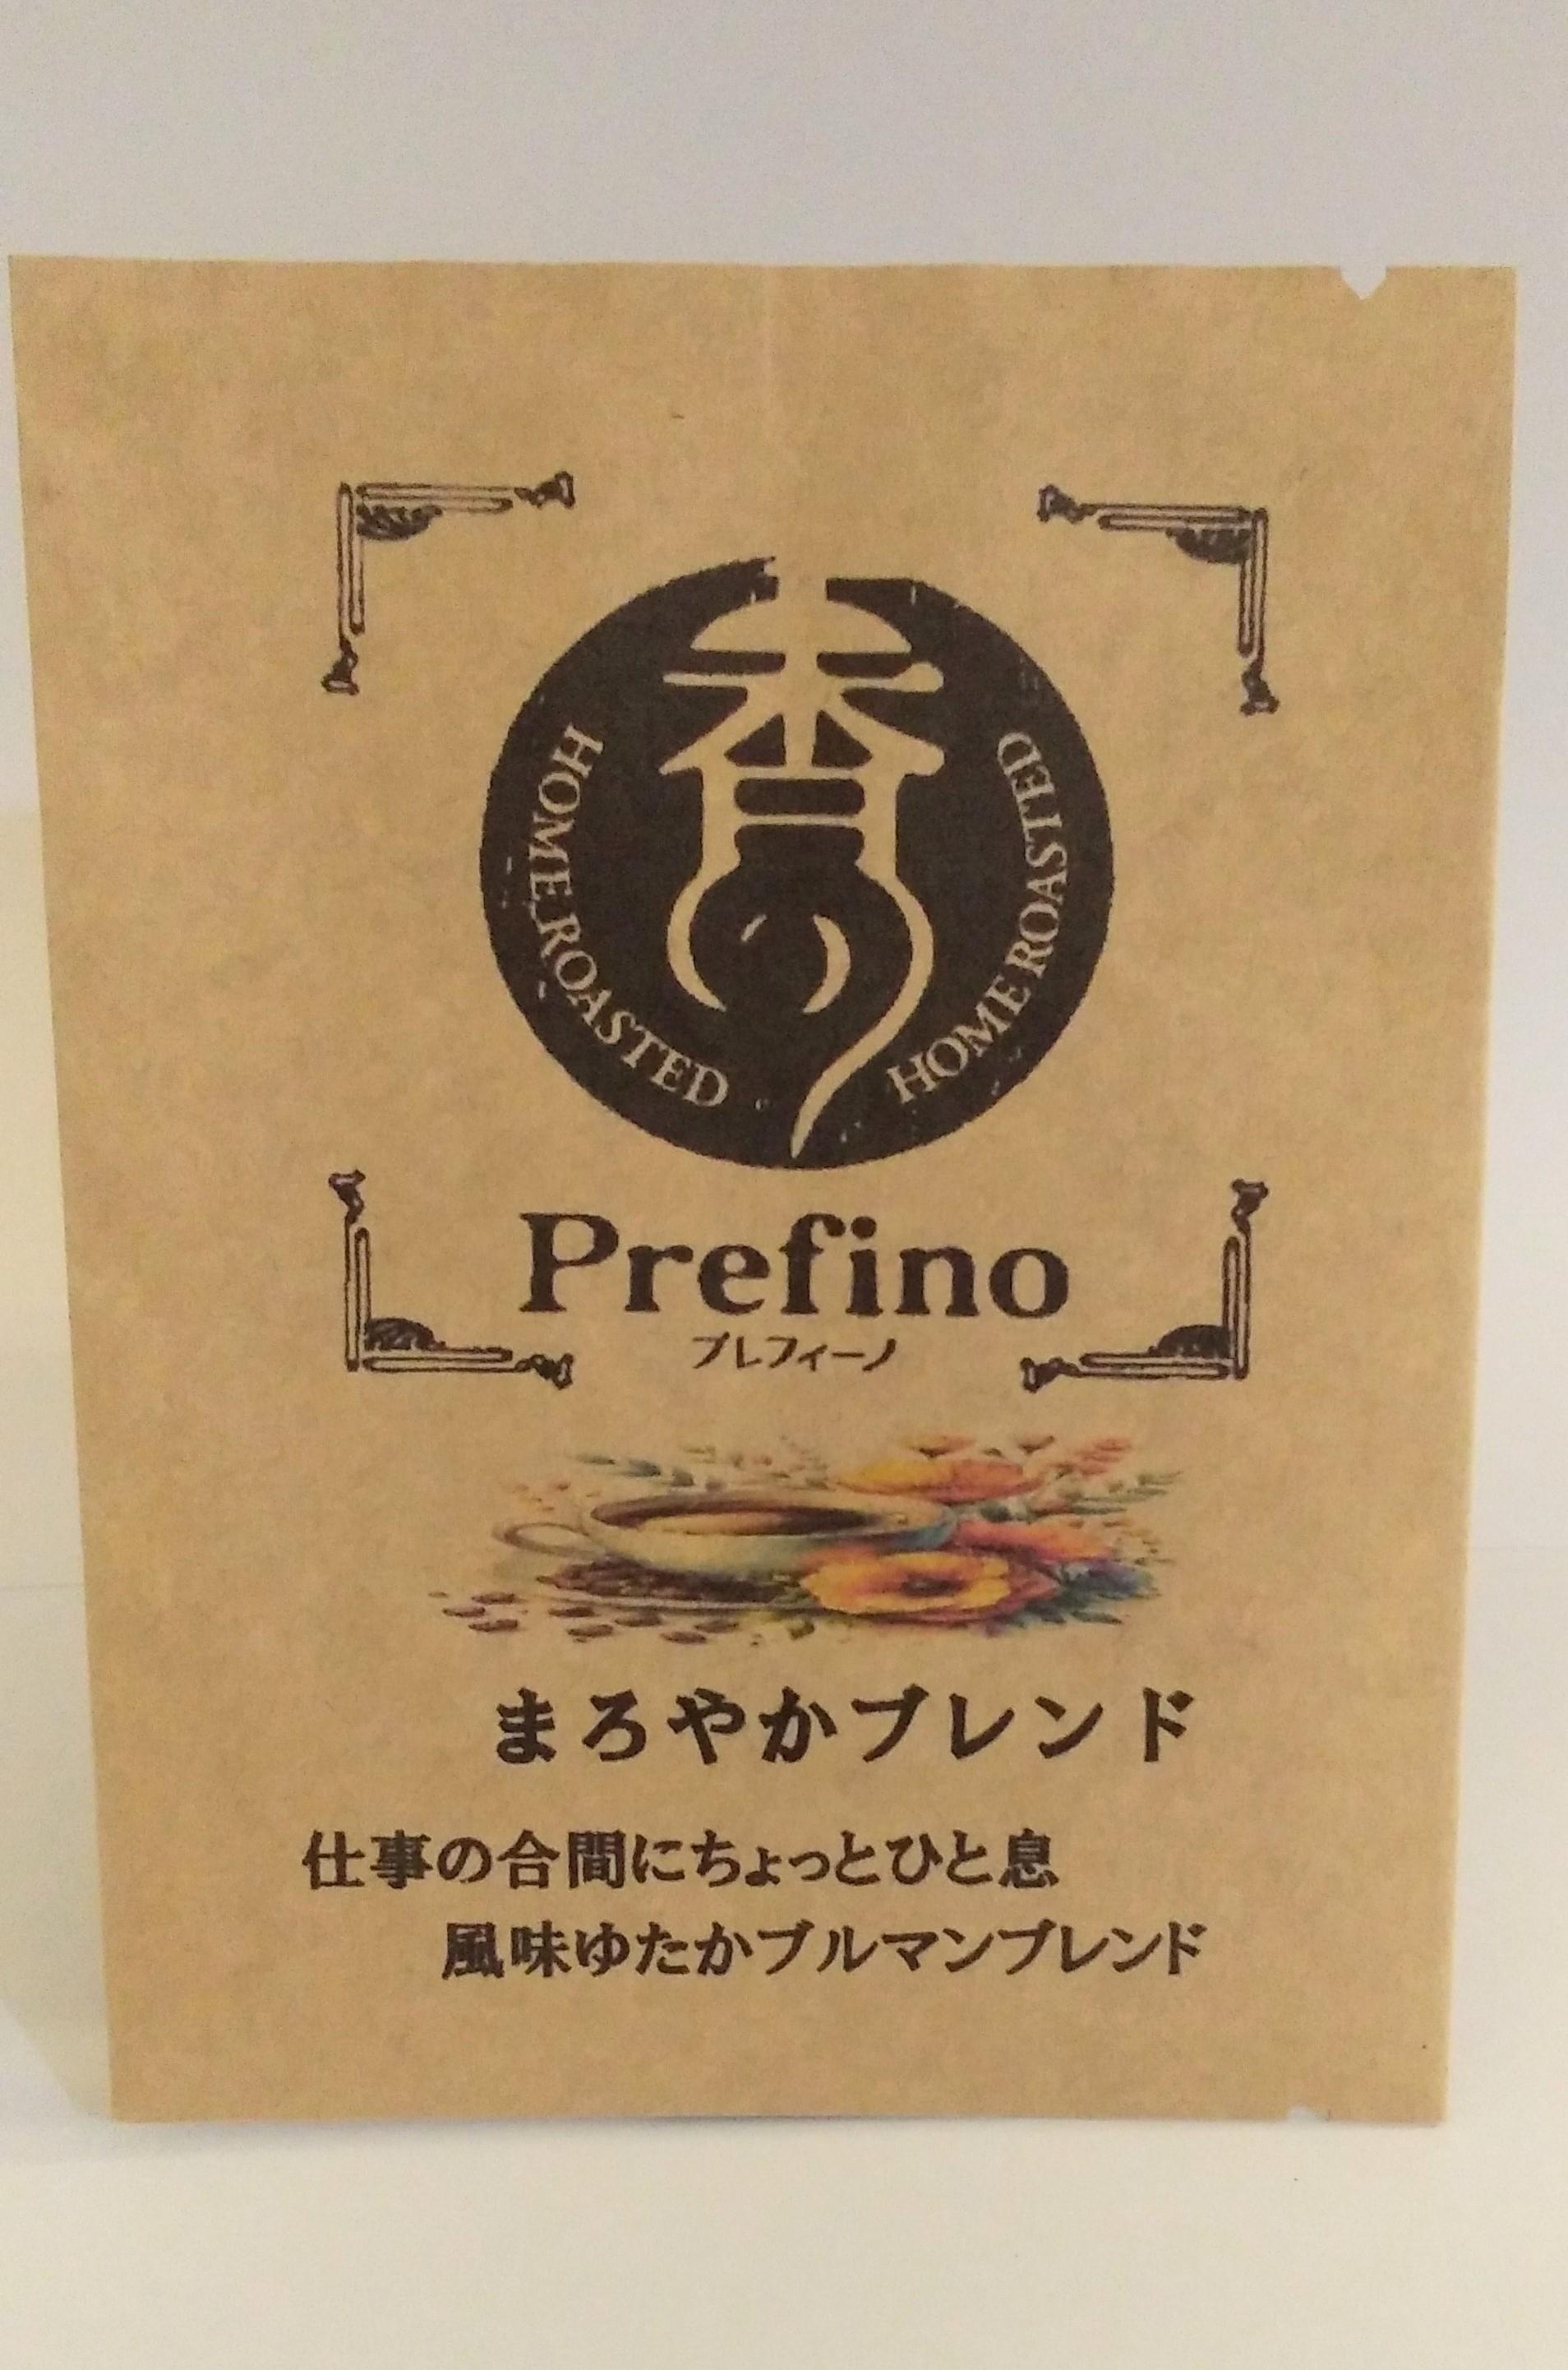 香
HOME ROASTED
HOME ROASTED
Prefino
プレフィーノ
まろやかブレンド
仕事の合間にちょっとひと息
風味ゆたかブルマンブレンド